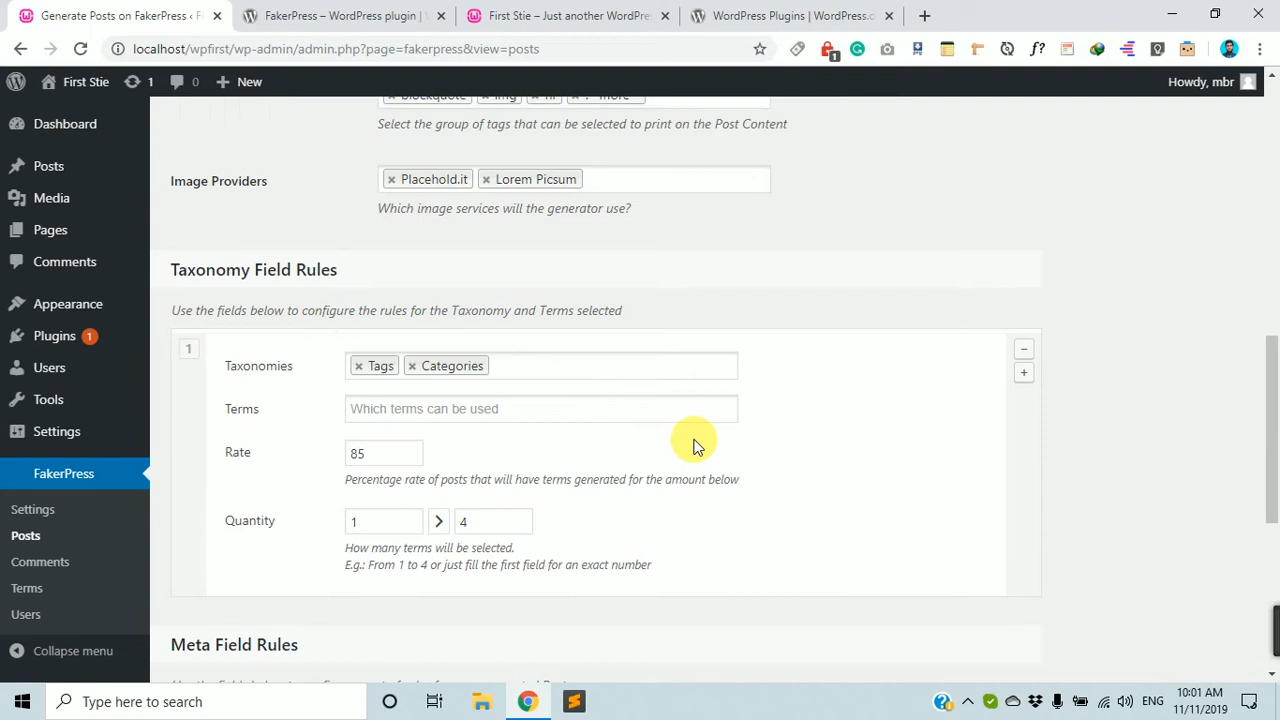 Generate Posts on FakerPress ‹
FakerPress – WordPress plugin | W
First Stie – Just another WordPre
WordPress Plugins | WordPress.c
localhost/wpfirst/wp-admin/admin.php?page=fakerpress&view=posts
1
f?
First Stie
1
0
New
Howdy, mbr
Dashboard
Posts
Media
Pages
Comments
Appearance
Plugins 1
Users
Tools
Settings
FakerPress
Settings
Posts
Comments
Terms
Users
Collapse menu
× blockquote × img × hr × !--more--
Select the group of tags that can be selected to print on the Post Content
Image Providers
× Placehold.it × Lorem Picsum
Which image services will the generator use?
Taxonomy Field Rules
Use the fields below to configure the rules for the Taxonomy and Terms selected
1
Taxonomies
× Tags × Categories
Terms
Which terms can be used
Rate
85
Percentage rate of posts that will have terms generated for the amount below
Quantity
1 > 4
How many terms will be selected.
E.g.: From 1 to 4 or just fill the first field for an exact number
Meta Field Rules
Type here to search
ENG
10:01 AM
11/11/2019